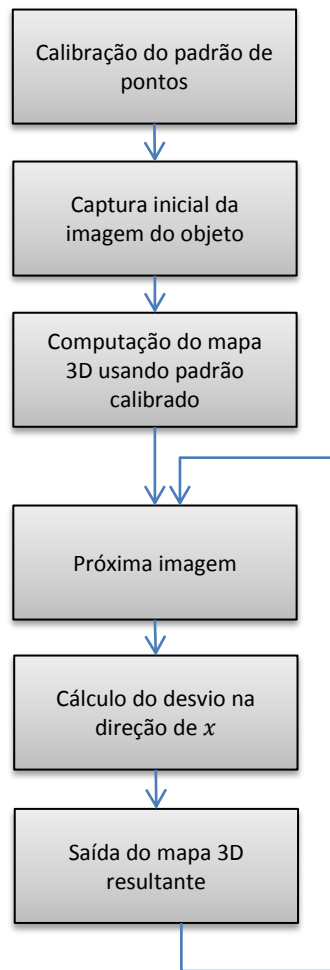 Calibração do padrão de
pontos
Captura inicial da
imagem do objeto
Computação do mapa
3D usando padrão
calibrado
Próxima imagem
Cálculo do desvio na
direção de x
Saída do mapa 3D
resultante